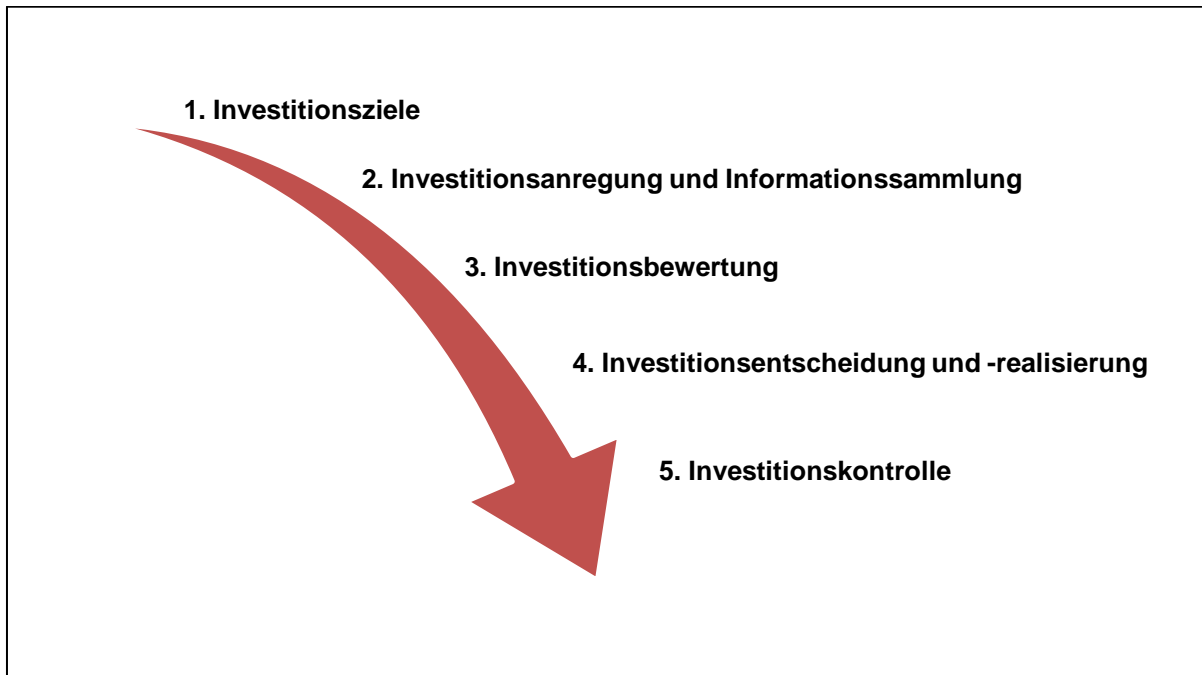 1. Investitionsziele
2. Investitionsanregung und Informationssammlung
3. Investitionsbewertung
4. Investitionsentscheidung und -realisierung
5. Investitionskontrolle